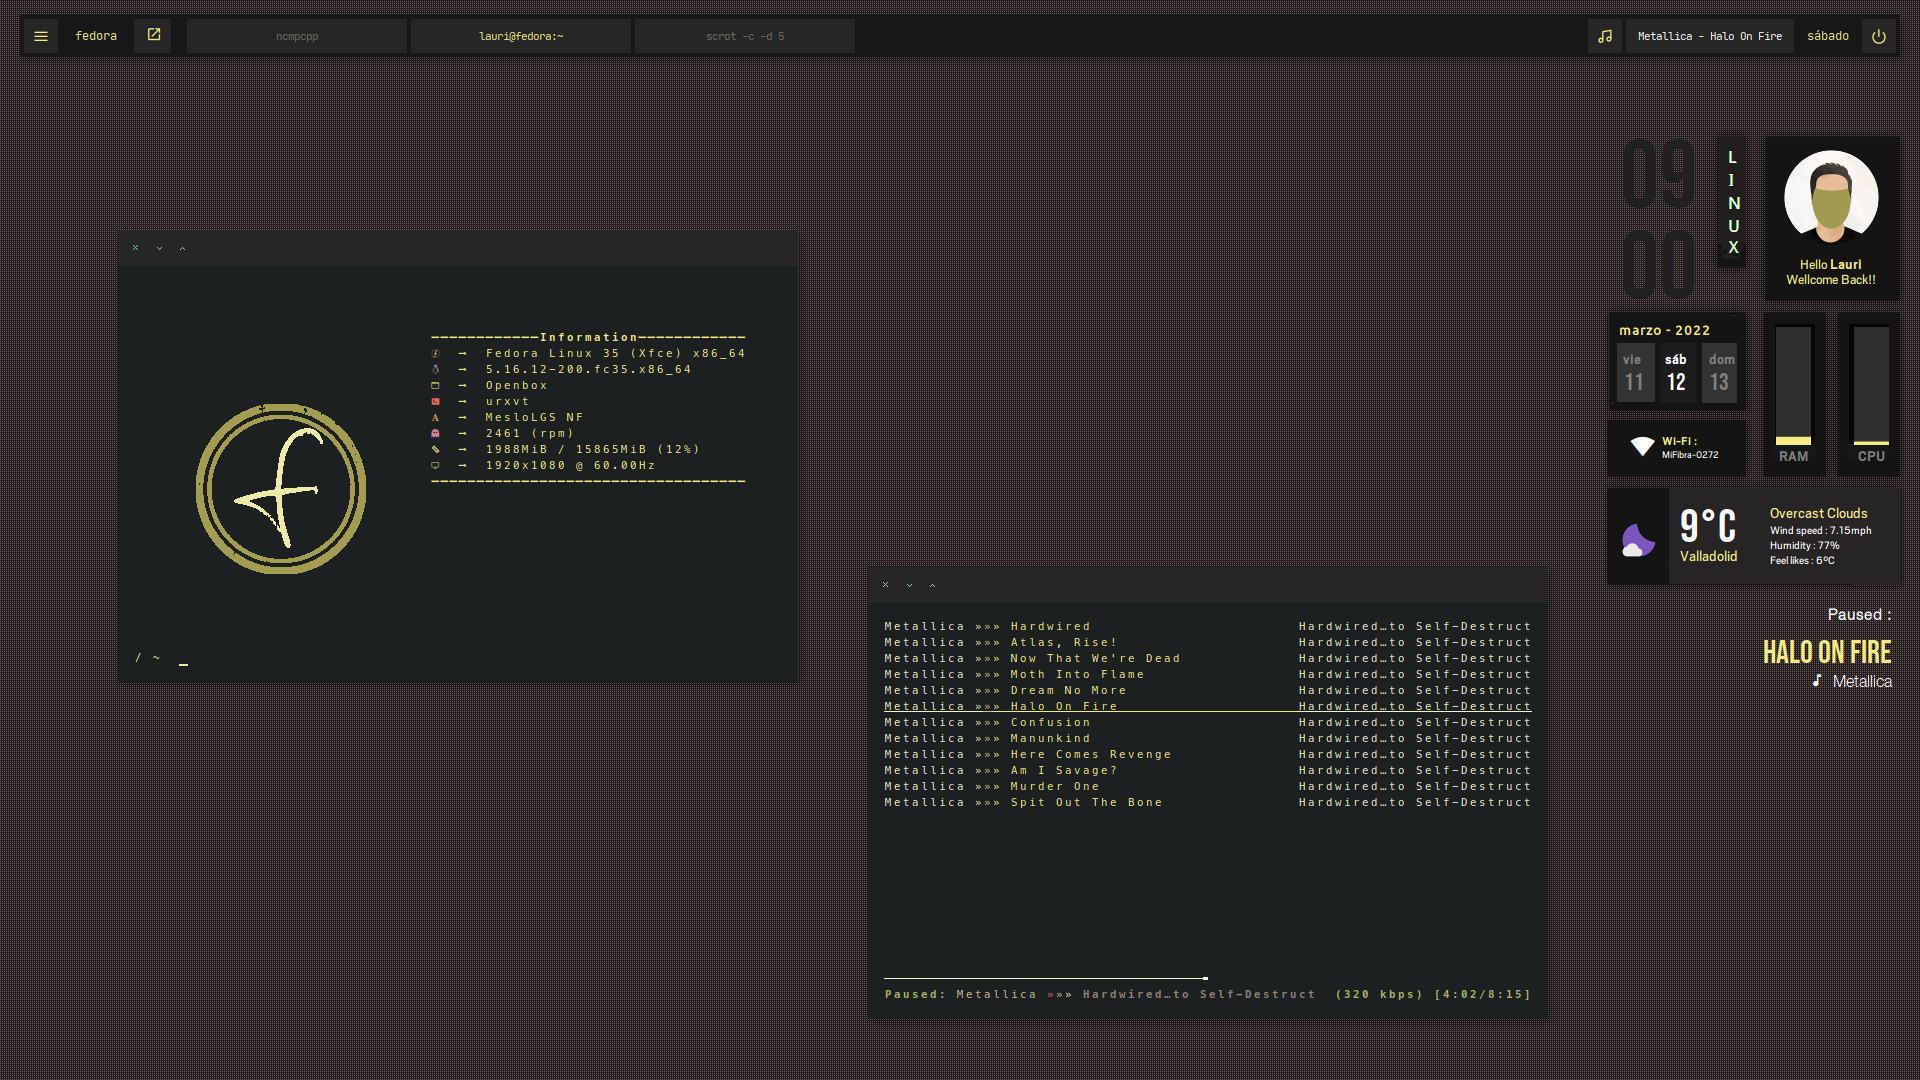 fedora
ncmpcpp
lauri@fedora:~
scrot -c -d 5
Metallica - Halo On Fire
sábado
09
00
L
I
N
U
X
Hello Lauri
Wellcome Back!!
marzo - 2022
vie sáb dom
11 12 13
Wi-Fi :
MiFibra-0272
RAM
CPU
9°C
Valladolid
Overcast Clouds
Wind speed : 7.15mph
Humidity : 77%
Feel likes : 6ºC
Paused :
HALO ON FIRE
Metallica
————————————Information————————————
→ Fedora Linux 35 (Xfce) x86_64
→ 5.16.12-200.fc35.x86_64
→ Openbox
→ urxvt
→ MesloLGS NF
→ 2461 (rpm)
→ 1988MiB / 15865MiB (12%)
→ 1920x1080 @ 60.00Hz
/ ~ _
Metallica »»» Hardwired Hardwired…to Self-Destruct
Metallica »»» Atlas, Rise! Hardwired…to Self-Destruct
Metallica »»» Now That We're Dead Hardwired…to Self-Destruct
Metallica »»» Moth Into Flame Hardwired…to Self-Destruct
Metallica »»» Dream No More Hardwired…to Self-Destruct
Metallica »»» Halo On Fire Hardwired…to Self-Destruct
Metallica »»» Confusion Hardwired…to Self-Destruct
Metallica »»» Manunkind Hardwired…to Self-Destruct
Metallica »»» Here Comes Revenge Hardwired…to Self-Destruct
Metallica »»» Am I Savage? Hardwired…to Self-Destruct
Metallica »»» Murder One Hardwired…to Self-Destruct
Metallica »»» Spit Out The Bone Hardwired…to Self-Destruct
Paused: Metallica »»» Hardwired…to Self-Destruct (320 kbps) [4:02/8:15]